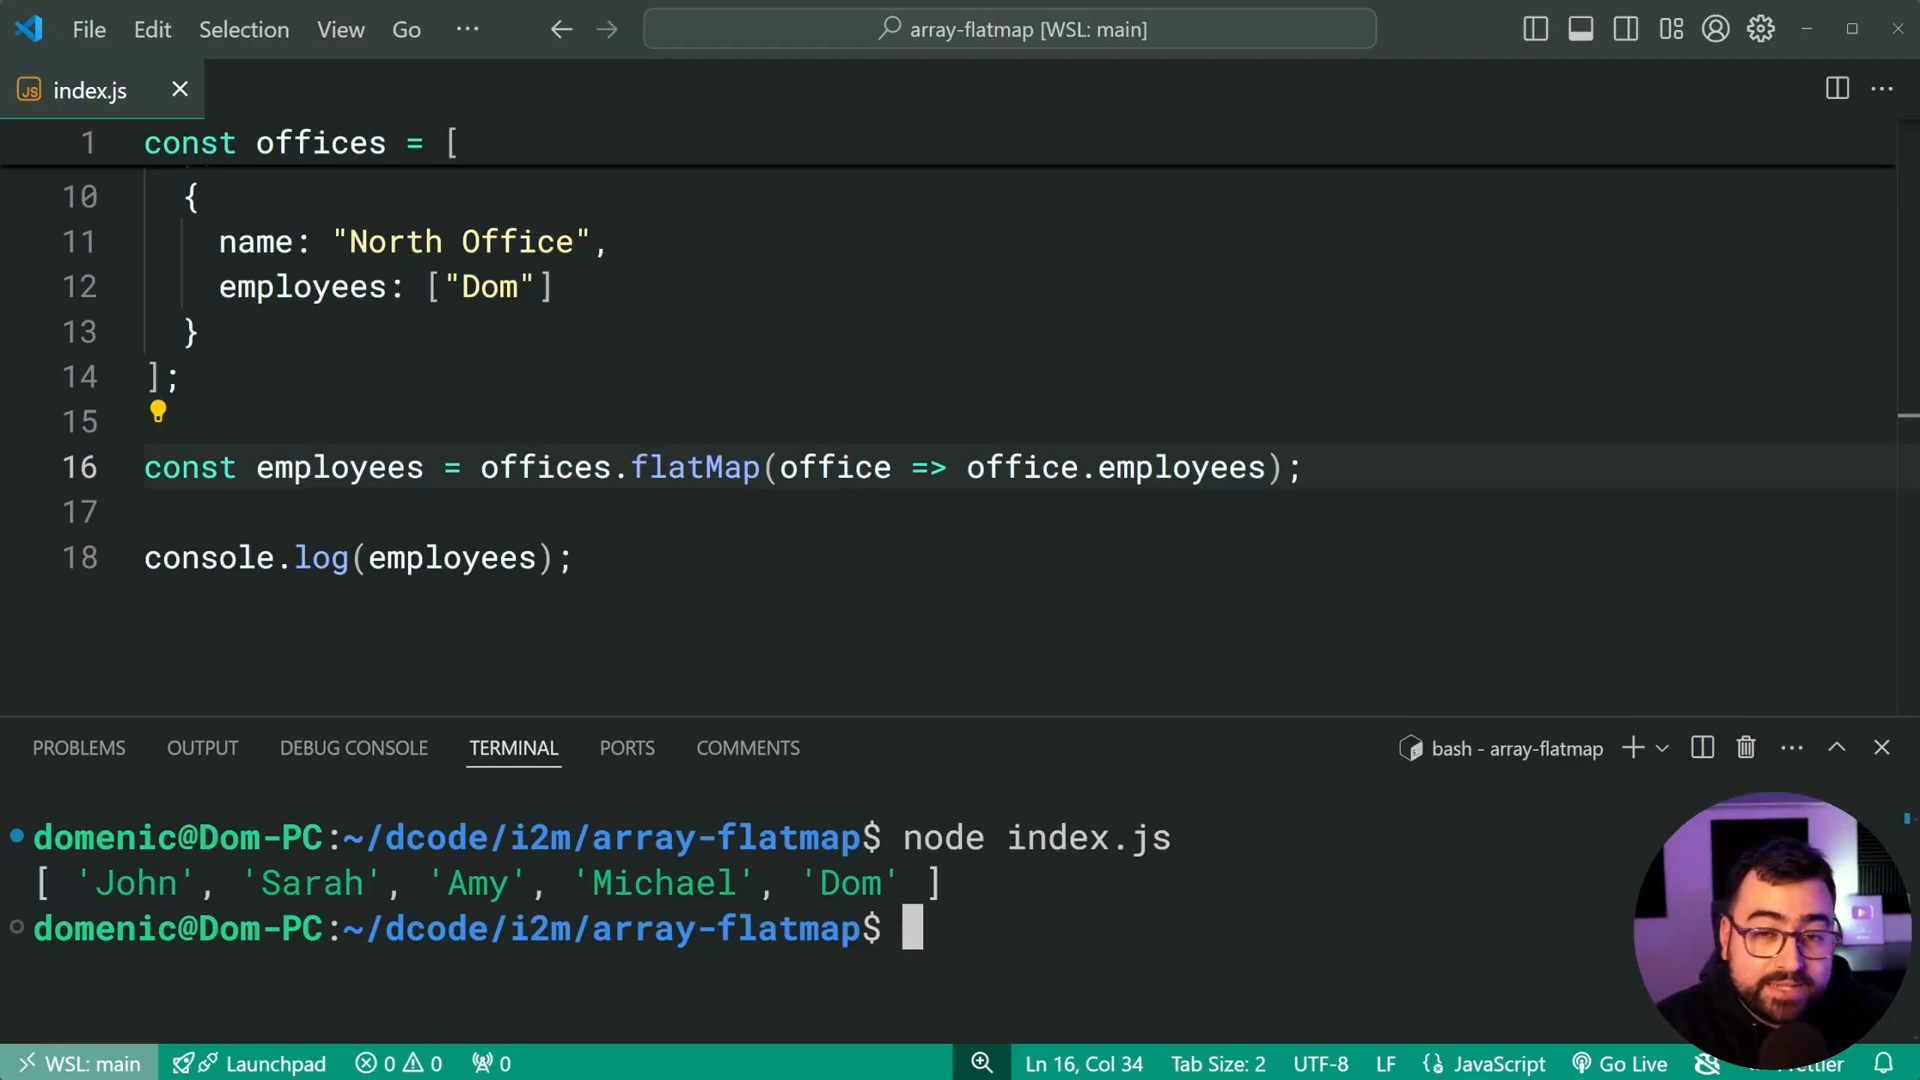 File Edit Selection View Go ··· array-flatmap [WSL: main]
JS index.js
1 const offices = [
10 {
11 name: "North Office",
12 employees: ["Dom"]
13 }
14 ];
15
16 const employees = offices.flatMap(office => office.employees);
17
18 console.log(employees);
PROBLEMS OUTPUT DEBUG CONSOLE TERMINAL PORTS COMMENTS bash - array-flatmap
domenic@Dom-PC:~/dcode/i2m/array-flatmap$ node index.js
[ 'John', 'Sarah', 'Amy', 'Michael', 'Dom' ]
domenic@Dom-PC:~/dcode/i2m/array-flatmap$
WSL: main Launchpad 0 0 0 Ln 16, Col 34 Tab Size: 2 UTF-8 LF {} JavaScript Go Live